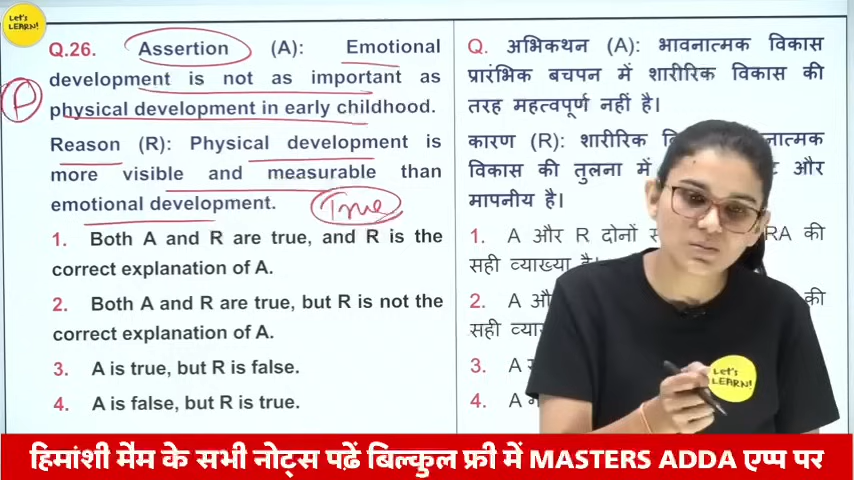 Let's
LEARN!
Q.26. Assertion (A): Emotional
development is not as important as
physical development in early childhood.
Reason (R): Physical development is
more visible and measurable than
emotional development.
True
1. Both A and R are true, and R is the
correct explanation of A.
2. Both A and R are true, but R is not the
correct explanation of A.
3. A is true, but R is false.
4. A is false, but R is true.
Q. अभिकथन (A): भावनात्मक विकास
प्रारंभिक बचपन में शारीरिक विकास की
तरह महत्वपूर्ण नहीं है।
कारण (R): शारीरिक
विकास की तुलना में और
मापनीय है।
1. A और R दोनों RA की
सही व्याख्या
2. A की
सही
3. A
4. A
Let's
LEARN!
हिमांशी मैम के सभी नोट्स पढ़ें बिल्कुल फ्री में MASTERS ADDA एप्प पर